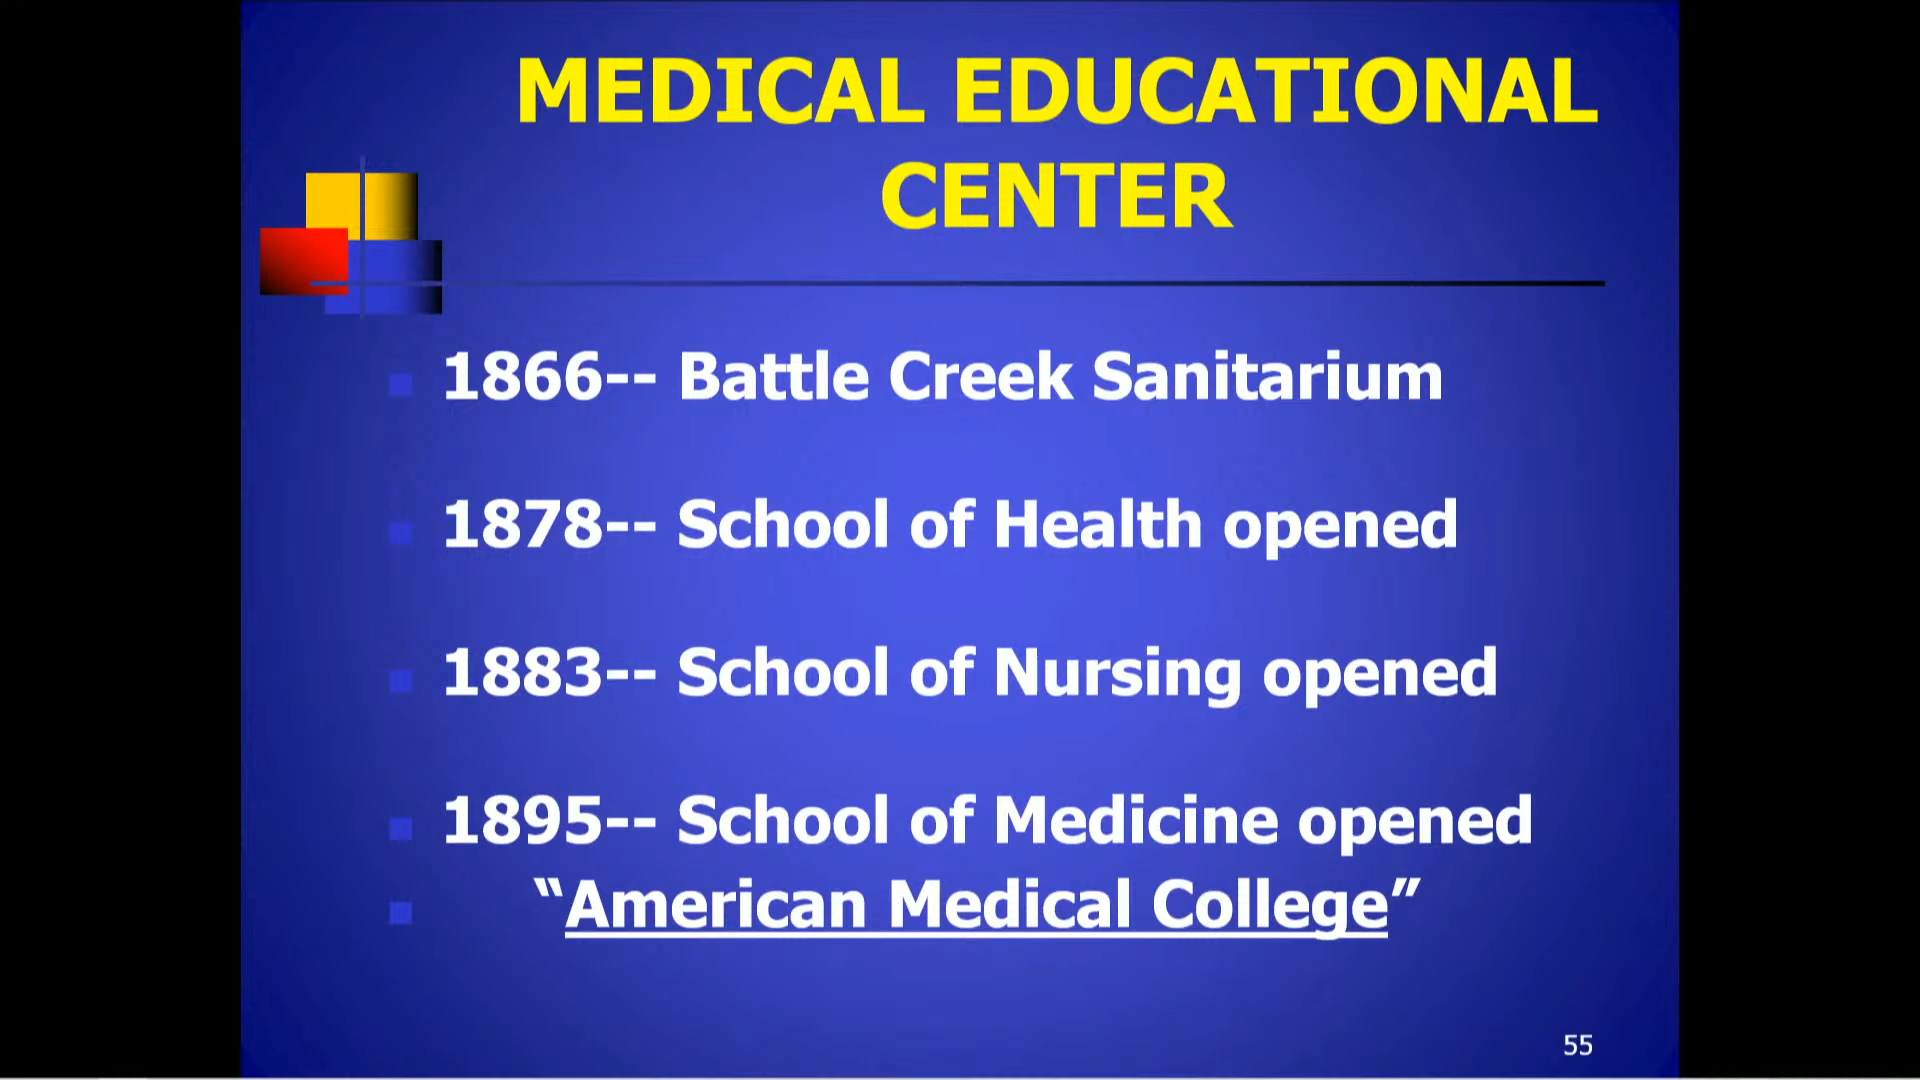 MEDICAL EDUCATIONAL
CENTER
1866-- Battle Creek Sanitarium
1878-- School of Health opened
1883-- School of Nursing opened
1895-- School of Medicine opened
“American Medical College”
55